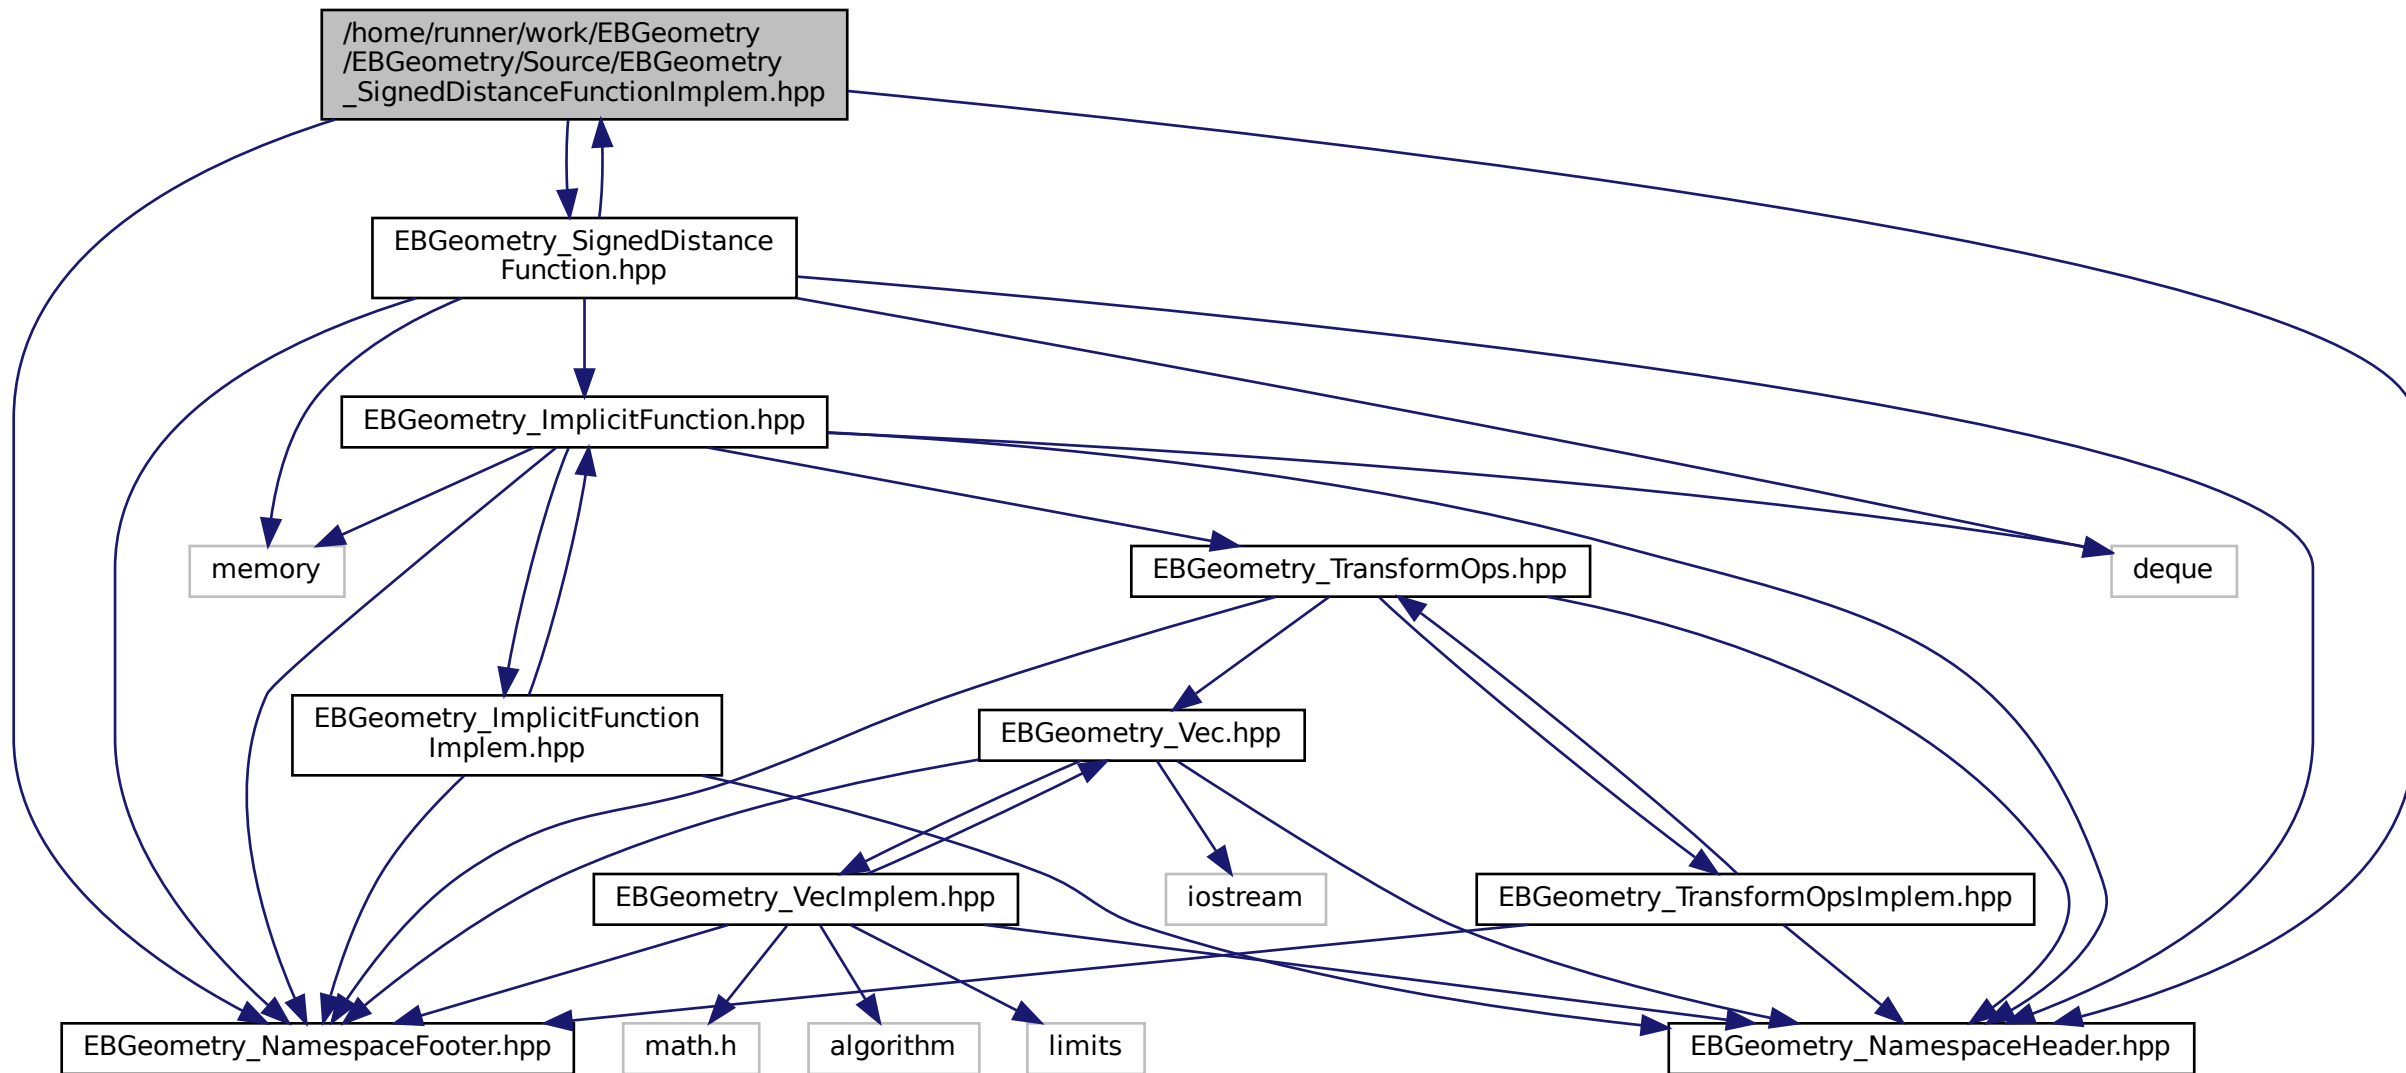 /home/runner/work/EBGeometry
/EBGeometry/Source/EBGeometry
_SignedDistanceFunctionImplem.hpp
EBGeometry_SignedDistance
Function.hpp
EBGeometry_ImplicitFunction.hpp
memory
EBGeometry_TransformOps.hpp
deque
EBGeometry_ImplicitFunction
Implem.hpp
EBGeometry_Vec.hpp
EBGeometry_VecImplem.hpp
iostream
EBGeometry_TransformOpsImplem.hpp
EBGeometry_NamespaceFooter.hpp
math.h
algorithm
limits
EBGeometry_NamespaceHeader.hpp